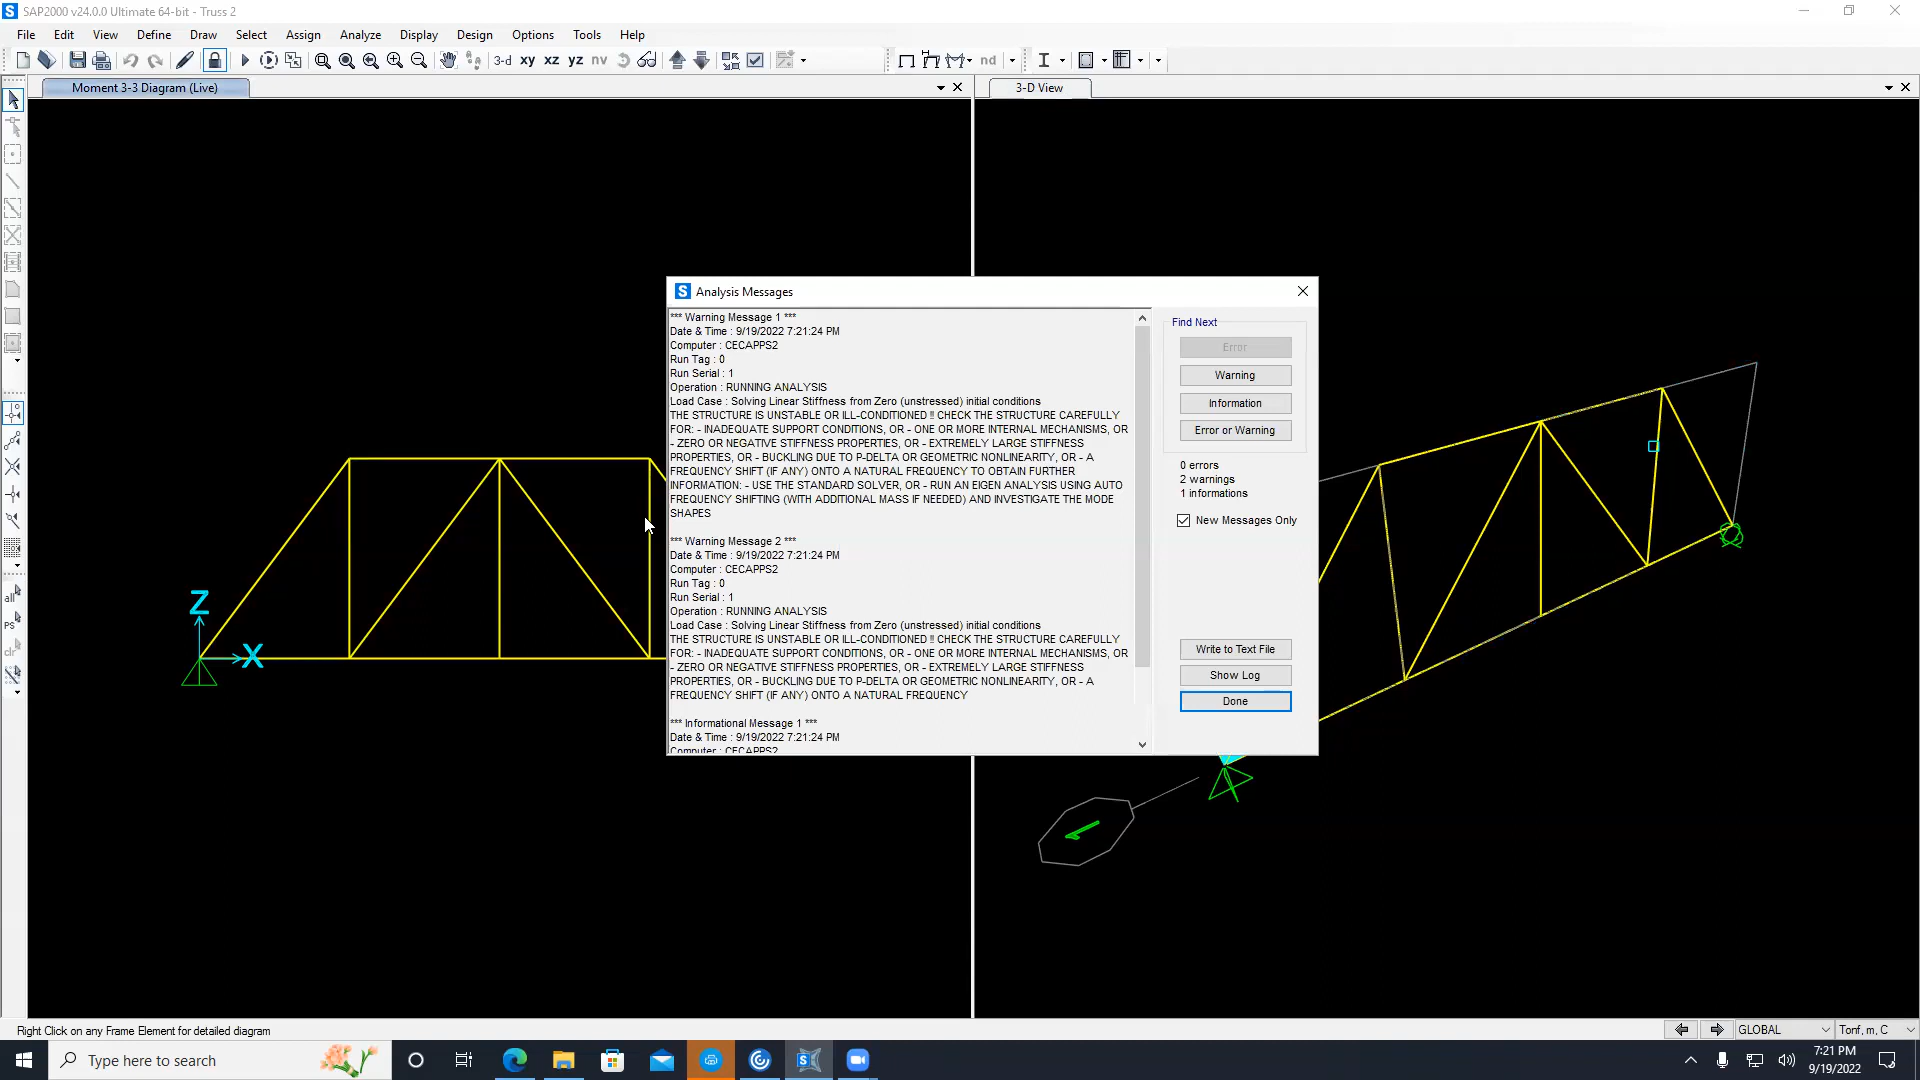 SAP2000 v24.0.0 Ultimate 64-bit - Truss 2
File Edit View Define Draw Select Assign Analyze Display Design Options Tools Help
3-d xy xz yz nv nd
Moment 3-3 Diagram (Live)
3-D View
Analysis Messages
*** Warning Message 1 ***
Date & Time : 9/19/2022 7:21:24 PM
Computer : CECAPPS2
Run Tag : 0
Run Serial : 1
Operation : RUNNING ANALYSIS
Load Case : Solving Linear Stiffness from Zero (unstressed) initial conditions
THE STRUCTURE IS UNSTABLE OR ILL-CONDITIONED !! CHECK THE STRUCTURE CAREFULLY
FOR: - INADEQUATE SUPPORT CONDITIONS, OR - ONE OR MORE INTERNAL MECHANISMS, OR
- ZERO OR NEGATIVE STIFFNESS PROPERTIES, OR - EXTREMELY LARGE STIFFNESS
PROPERTIES, OR - BUCKLING DUE TO P-DELTA OR GEOMETRIC NONLINEARITY, OR - A
FREQUENCY SHIFT (IF ANY) ONTO A NATURAL FREQUENCY TO OBTAIN FURTHER
INFORMATION: - USE THE STANDARD SOLVER, OR - RUN AN EIGEN ANALYSIS USING AUTO
FREQUENCY SHIFTING (WITH ADDITIONAL MASS IF NEEDED) AND INVESTIGATE THE MODE
SHAPES
*** Warning Message 2 ***
Date & Time : 9/19/2022 7:21:24 PM
Computer : CECAPPS2
Run Tag : 0
Run Serial : 1
Operation : RUNNING ANALYSIS
Load Case : Solving Linear Stiffness from Zero (unstressed) initial conditions
THE STRUCTURE IS UNSTABLE OR ILL-CONDITIONED !! CHECK THE STRUCTURE CAREFULLY
FOR: - INADEQUATE SUPPORT CONDITIONS, OR - ONE OR MORE INTERNAL MECHANISMS, OR
- ZERO OR NEGATIVE STIFFNESS PROPERTIES, OR - EXTREMELY LARGE STIFFNESS
PROPERTIES, OR - BUCKLING DUE TO P-DELTA OR GEOMETRIC NONLINEARITY, OR - A
FREQUENCY SHIFT (IF ANY) ONTO A NATURAL FREQUENCY
*** Informational Message 1 ***
Date & Time : 9/19/2022 7:21:24 PM
Computer : CECAPPS2
Find Next
Error
Warning
Information
Error or Warning
0 errors
2 warnings
1 informations
New Messages Only
Write to Text File
Show Log
Done
Z
X
all
PS
clr
Right Click on any Frame Element for detailed diagram
GLOBAL
Tonf, m, C
Type here to search
7:21 PM
9/19/2022